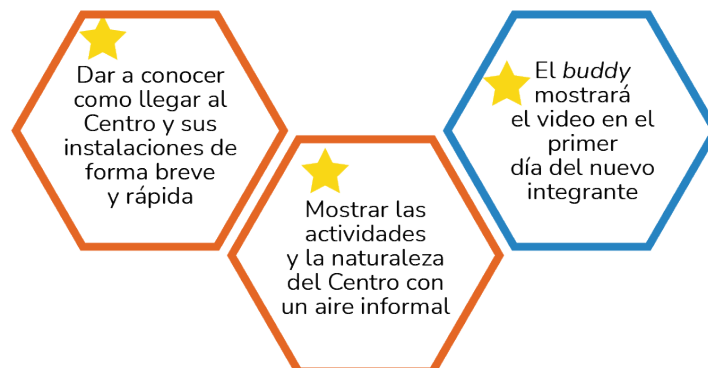 Dar a conocer
como llegar al
Centro y sus
instalaciones de
forma breve
y rápida
Mostrar las
actividades
y la naturaleza
del Centro con
un aire informal
El buddy
mostrará
el video en el
primer
día del nuevo
integrante